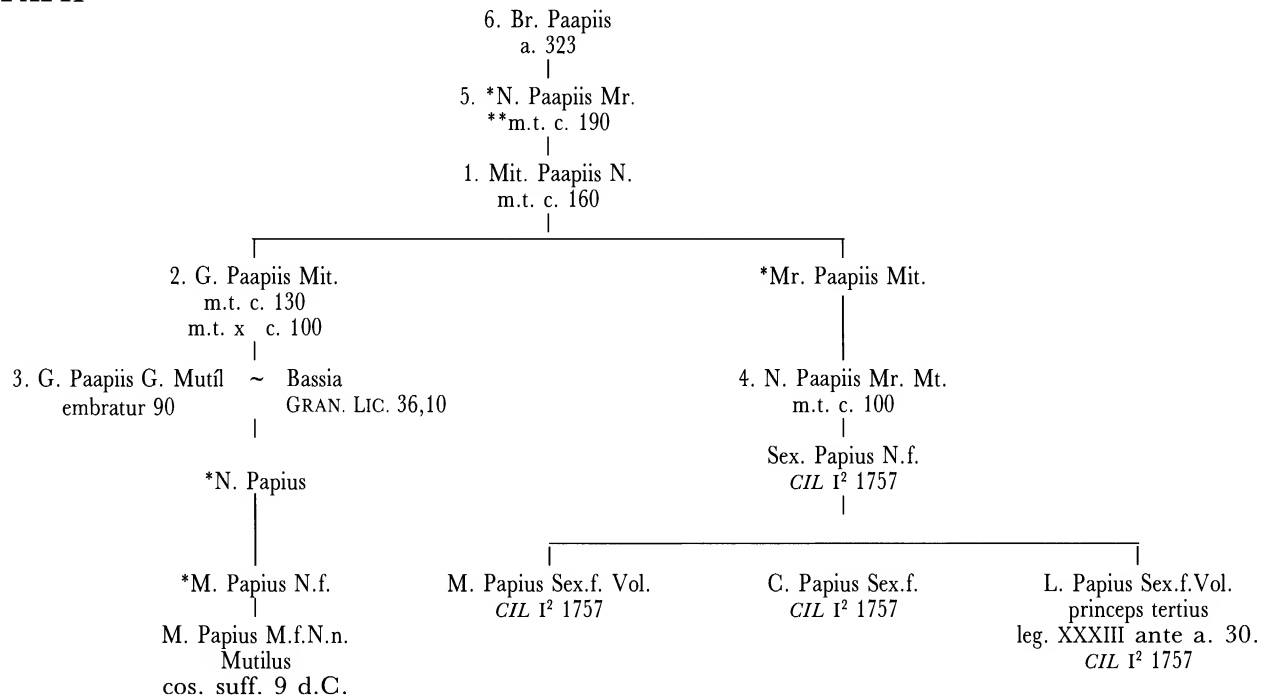 6. Br. Paapiis
a. 323
5. *N. Paapiis Mr.
**m.t. c. 190
1. Mit. Paapiis N.
m.t. c. 160
2. G. Paapiis Mit.
m.t. c. 130
m.t. x c. 100
*Mr. Paapiis Mit.
3. G. Paapiis G. Mutíl ~ Bassia
embratur 90 GRAN. LIC. 36,10
4. N. Paapiis Mr. Mt.
m.t. c. 100
Sex. Papius N.f.
CIL I² 1757
*N. Papius
*M. Papius N.f.
M. Papius M.f.N.n.
Mutilus
cos. suff. 9 d.C.
M. Papius Sex.f. Vol.
CIL I² 1757
C. Papius Sex.f.
CIL I² 1757
L. Papius Sex.f.Vol.
princeps tertius
leg. XXXIII ante a. 30.
CIL I² 1757